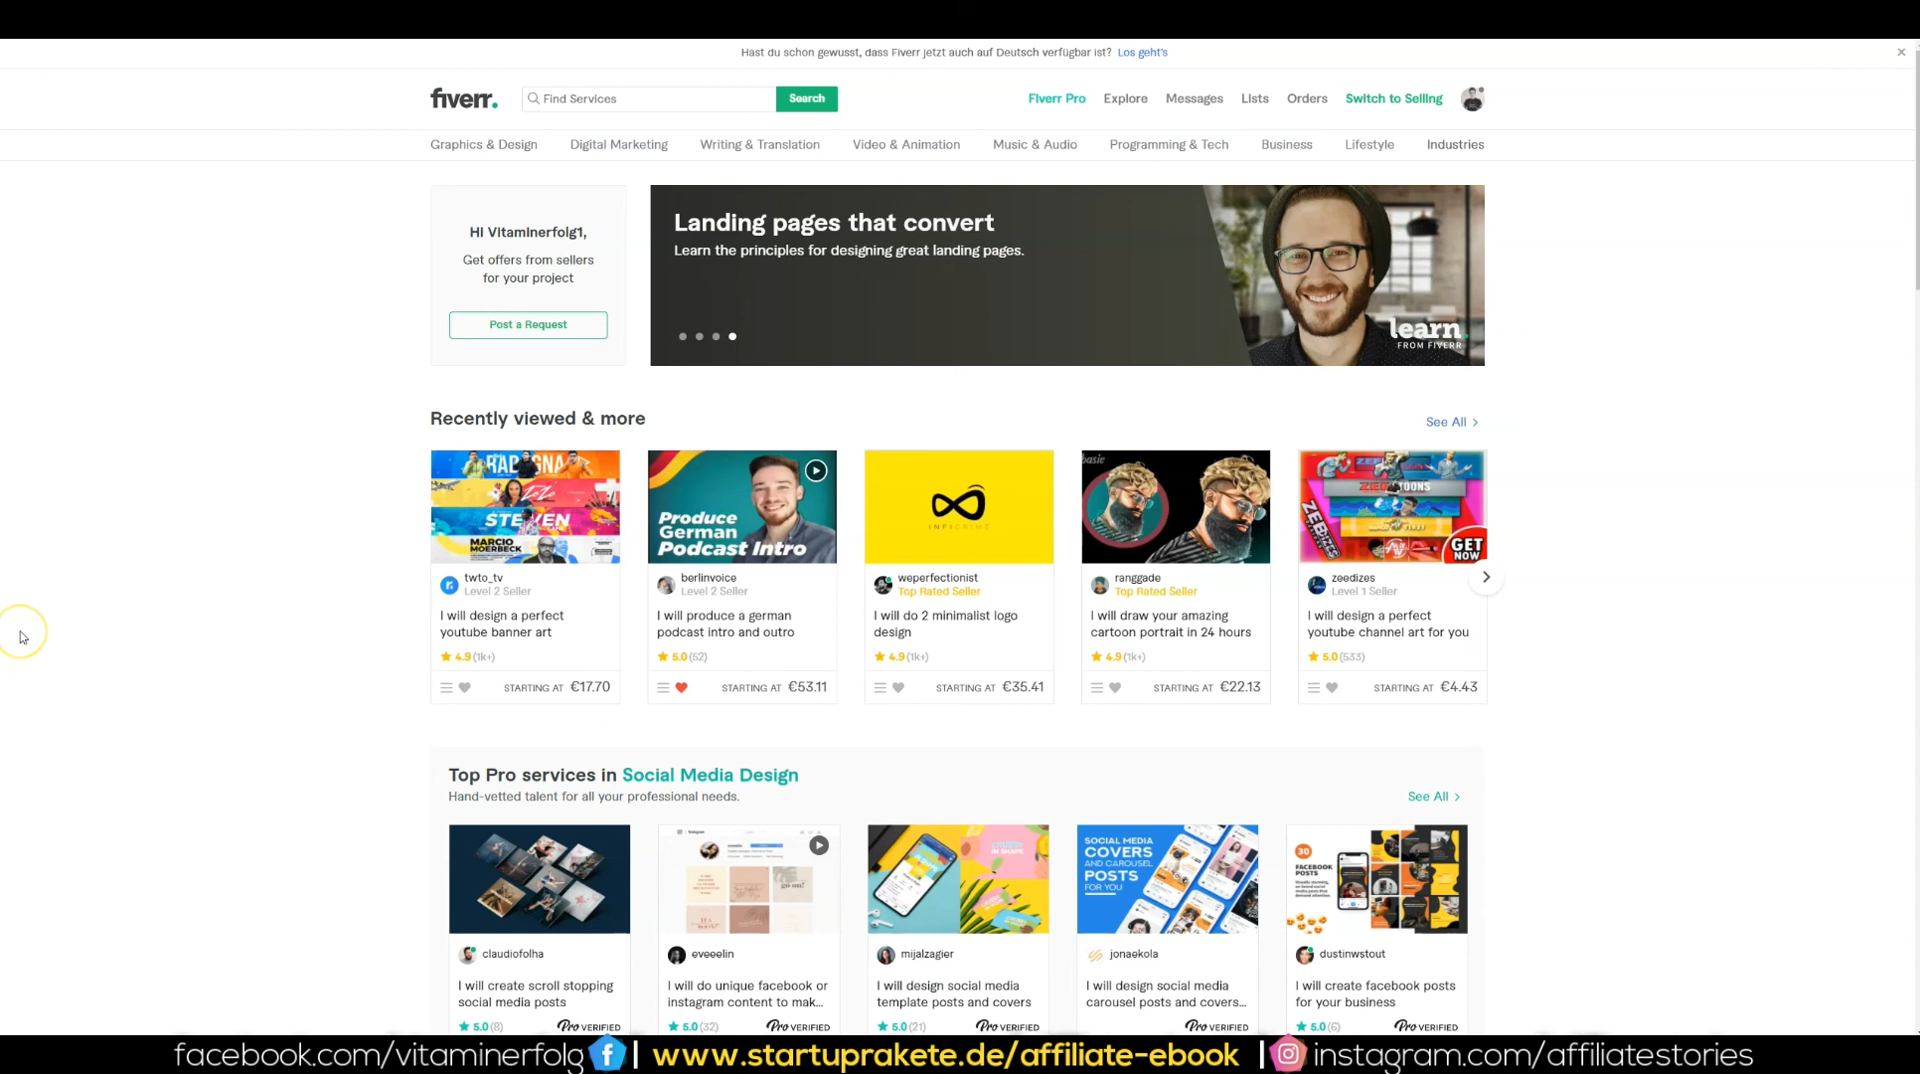 Hast du schon gewusst, dass Fiverr jetzt auch auf Deutsch verfügbar ist? Los geht's
fiverr.
Find Services
Search
Fiverr Pro
Explore
Messages
Lists
Orders
Switch to Selling
Graphics & Design
Digital Marketing
Writing & Translation
Video & Animation
Music & Audio
Programming & Tech
Business
Lifestyle
Industries
Hi Vitaminerfolg1,
Get offers from sellers
for your project
Post a Request
Landing pages that convert
Learn the principles for designing great landing pages.
learn.
FROM FIVERR
Recently viewed & more
See All >
STEVEN
MARCIO
MOERBECK
twto_tv
Level 2 Seller
I will design a perfect
youtube banner art
4.9 (1k+)
STARTING AT €17.70
Produce
German
Podcast Intro
berlinvoice
Level 2 Seller
I will produce a german
podcast intro and outro
5.0 (52)
STARTING AT €53.11
weperfectionist
Top Rated Seller
I will do 2 minimalist logo
design
4.9 (1k+)
STARTING AT €35.41
basic
ranggade
Top Rated Seller
I will draw your amazing
cartoon portrait in 24 hours
4.9 (1k+)
STARTING AT €22.13
ZEEDIZES
GET
NOW
zeedizes
Level 1 Seller
I will design a perfect
youtube channel art for you
5.0 (533)
STARTING AT €4.43
Top Pro services in Social Media Design
Hand-vetted talent for all your professional needs.
See All >
claudiofolha
I will create scroll stopping
social media posts
5.0 (8)
Pro VERIFIED
go on!
eveeelin
I will do unique facebook or
instagram content to mak...
5.0 (32)
Pro VERIFIED
mijalzagier
I will design social media
template posts and covers
5.0 (21)
Pro VERIFIED
SOCIAL MEDIA
COVERS
AND CAROUSEL
POSTS
FOR YOU
jonaekola
I will design social media
carousel posts and covers...
Pro VERIFIED
30
FACEBOOK
POSTS
dustinwstout
I will create facebook posts
for your business
5.0 (6)
Pro VERIFIED
facebook.com/vitaminerfolg | www.startuprakete.de/affiliate-ebook | instagram.com/affiliatestories